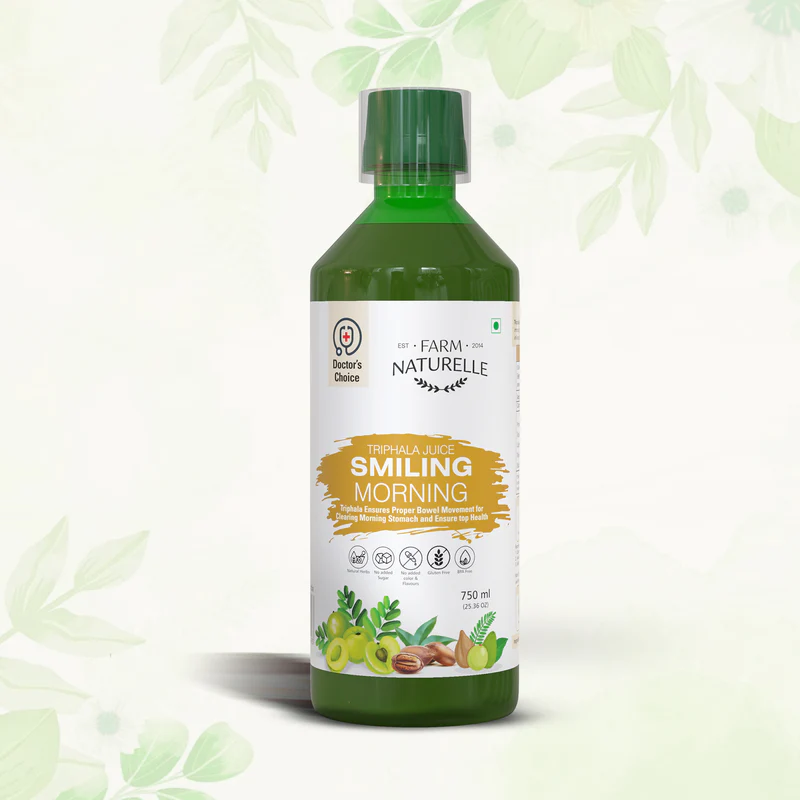 Doctor's
Choice
EST • FARM • 2014
NATURELLE
TRIPHALA JUICE
SMILING
MORNING
Triphala Ensures Proper Bowel Movement for
Clearing Morning Stomach and Ensure top Health
Natural Herbs
No added
Sugar
No added
color &
Flavours
Gluten Free
BPA Free
750 ml
(25.36 OZ)